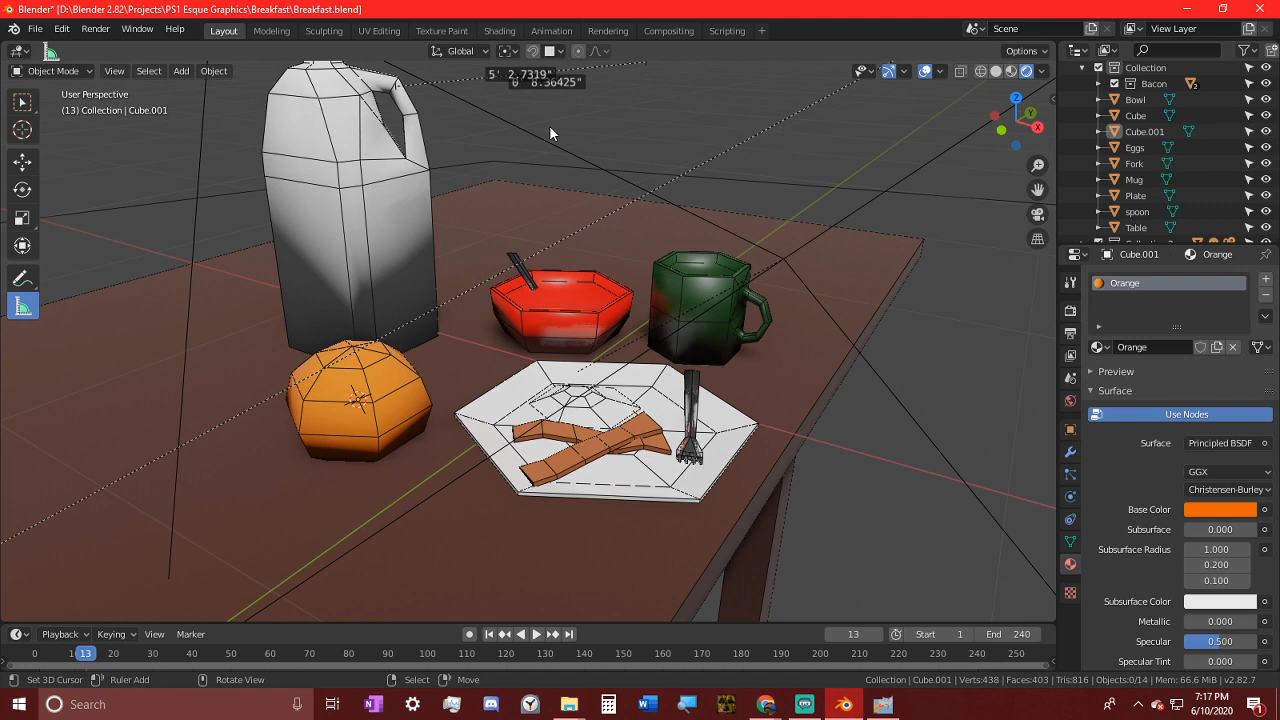 Blender* [D:\Blender 2.82\Projects\PS1 Esque Graphics\Breakfast\Breakfast.blend]
File Edit Render Window Help Layout Modeling Sculpting UV Editing Texture Paint Shading Animation Rendering Compositing Scripting + Scene View Layer
Global Options
Object Mode View Select Add Object
5' 2.7319"
0' 8.36425"
User Perspective
(13) Collection | Cube.001
X
Y
Z
Collection
Bacon 2
Bowl
Cube
Cube.001
Eggs
Fork
Mug
Plate
spoon
Table
Cube.001 Orange
Orange
Orange
Preview
Surface
Use Nodes
Surface Principled BSDF
GGX
Christensen-Burley
Base Color
Subsurface 0.000
Subsurface Radius 1.000
0.200
0.100
Subsurface Color
Metallic 0.000
Specular 0.500
Specular Tint 0.000
Playback Keying View Marker 13 Start 1 End 240
0 13 20 30 40 50 60 70 80 90 100 110 120 130 140 150 160 170 180 190 200 210 220 230 240 250
Set 3D Cursor Ruler Add Rotate View Select Move Collection | Cube.001 | Verts:438 | Faces:403 | Tris:816 | Objects:0/14 | Mem: 66.6 MiB | v2.82.7
Search 7:17 PM
6/10/2020